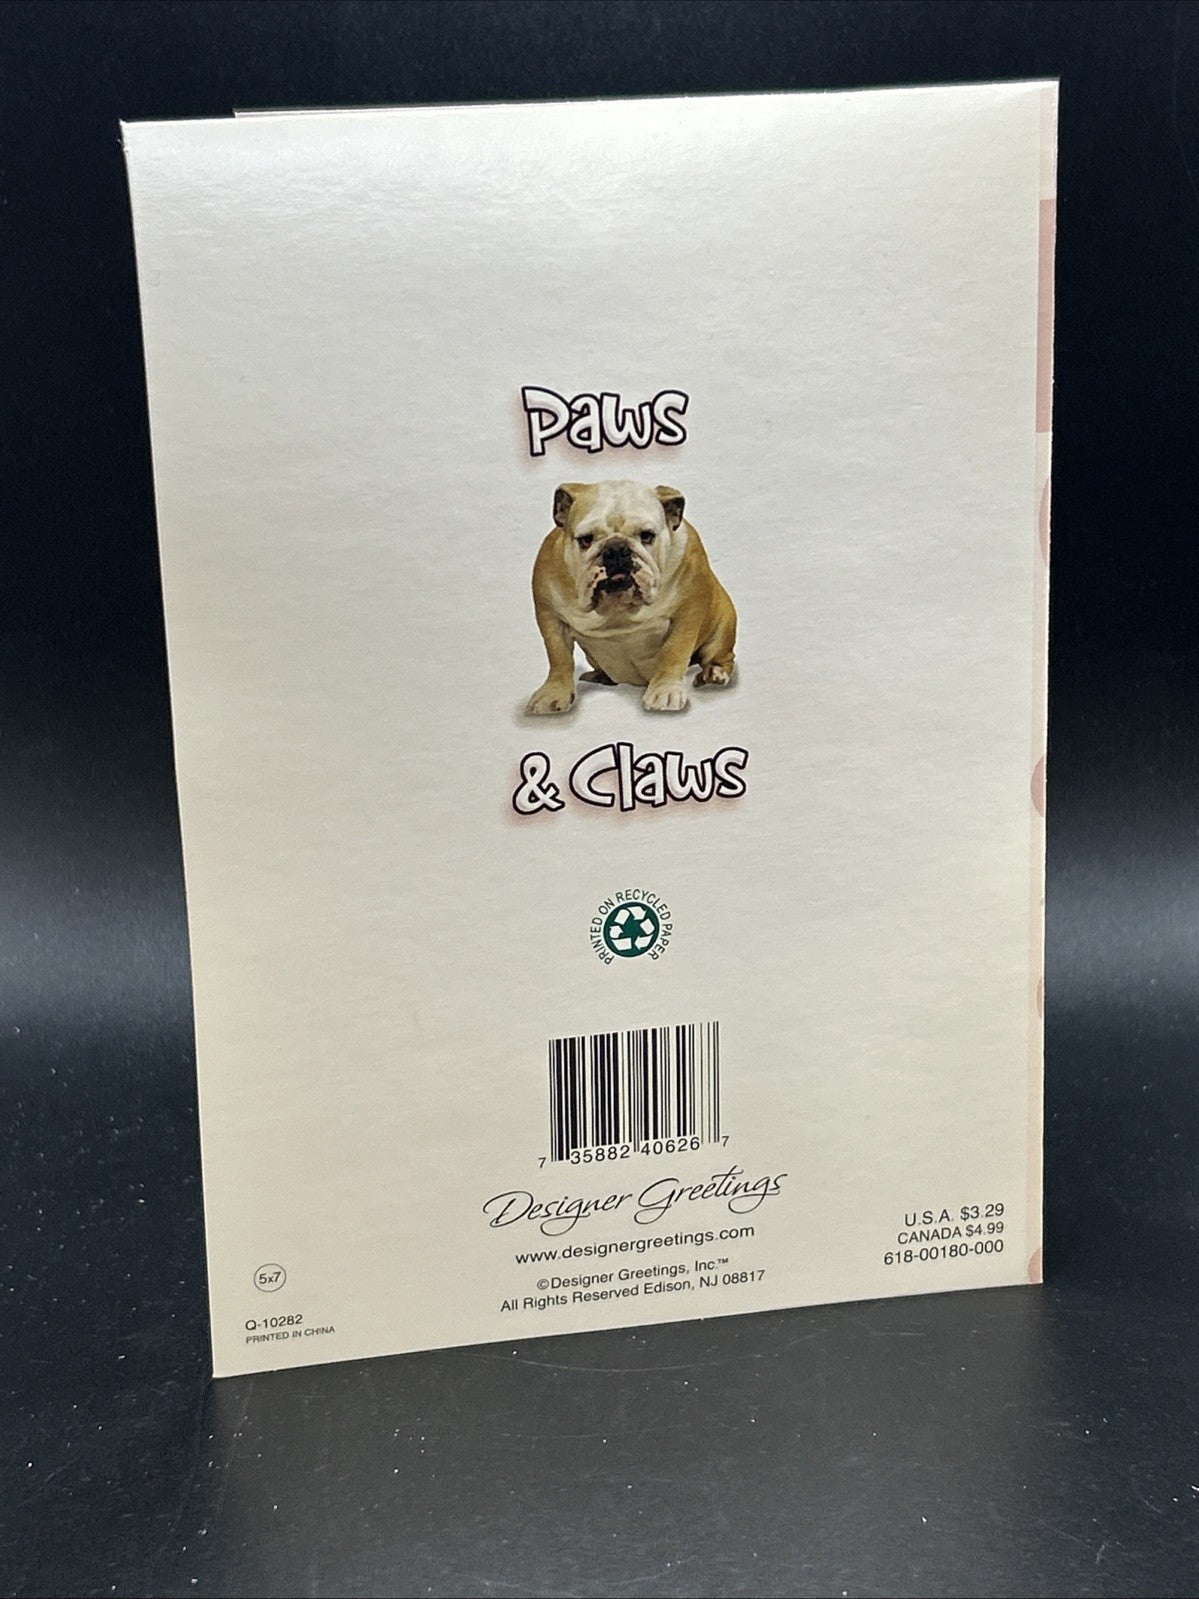 Paws
& Claws
PRINTED ON RECYCLED PAPER
7 35882 40626 7
Designer Greetings
www.designergreetings.com
©Designer Greetings, Inc.™
All Rights Reserved Edison, NJ 08817
U.S.A. $3.29
CANADA $4.99
618-00180-000
5x7
Q-10282
PRINTED IN CHINA